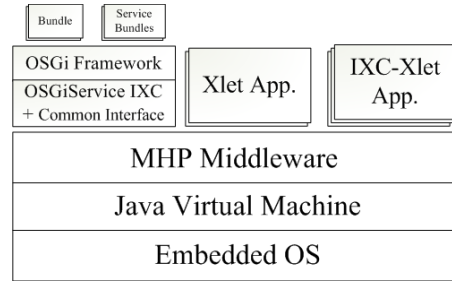 Bundle
Service
Bundles
OSGi Framework
OSGiService IXC
+ Common Interface
Xlet App.
IXC-Xlet
App.
MHP Middleware
Java Virtual Machine
Embedded OS